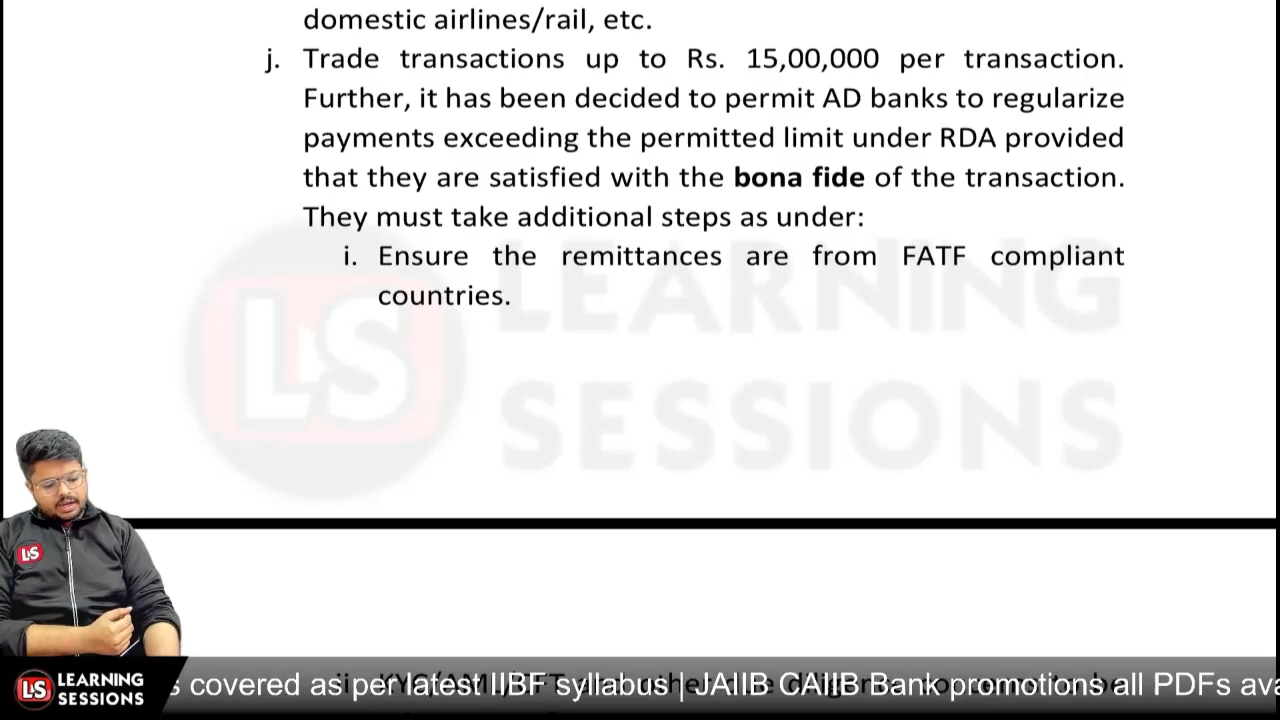 domestic airlines/rail, etc.
j. Trade transactions up to Rs. 15,00,000 per transaction.
Further, it has been decided to permit AD banks to regularize
payments exceeding the permitted limit under RDA provided
that they are satisfied with the bona fide of the transaction.
They must take additional steps as under:
i. Ensure the remittances are from FATF compliant
countries.
LS LEARNING
SESSIONS
LS
LS LEARNING
SESSIONS
s covered as per latest IIBF syllabus | JAIIB CAIIB Bank promotions all PDFs ava